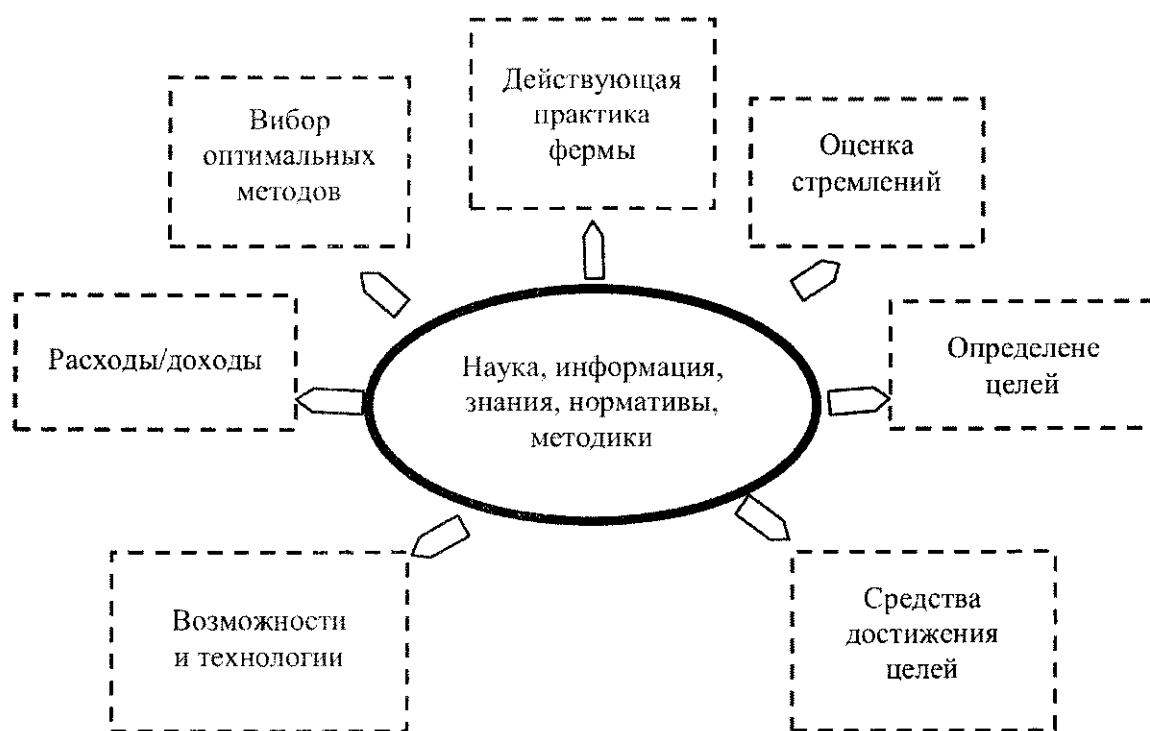 Действующая
практика
фермы
Вибор
оптимальных
методов
Оценка
стремлений
Расходы/доходы
Наука, информация,
знания, нормативы,
методики
Определене
целей
Возможности
и технологии
Средства
достижения
целей